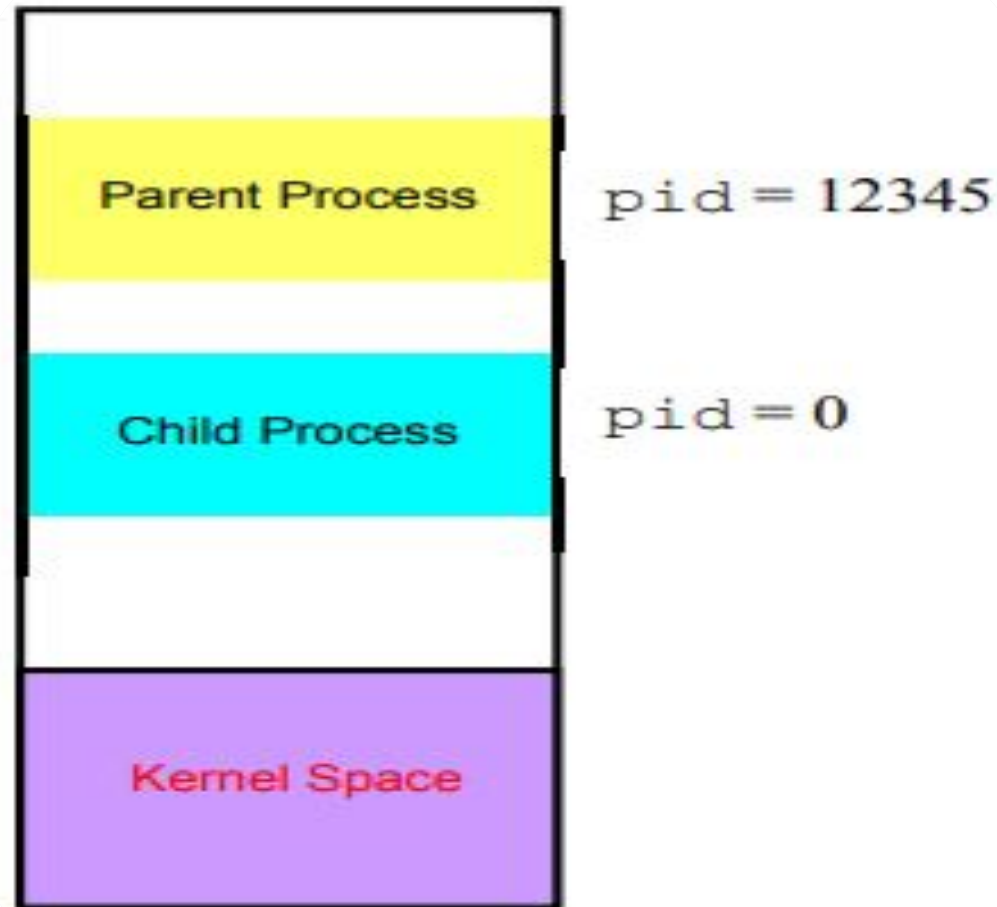 Parent Process
pid = 12345
Child Process
pid = 0
Kernel Space